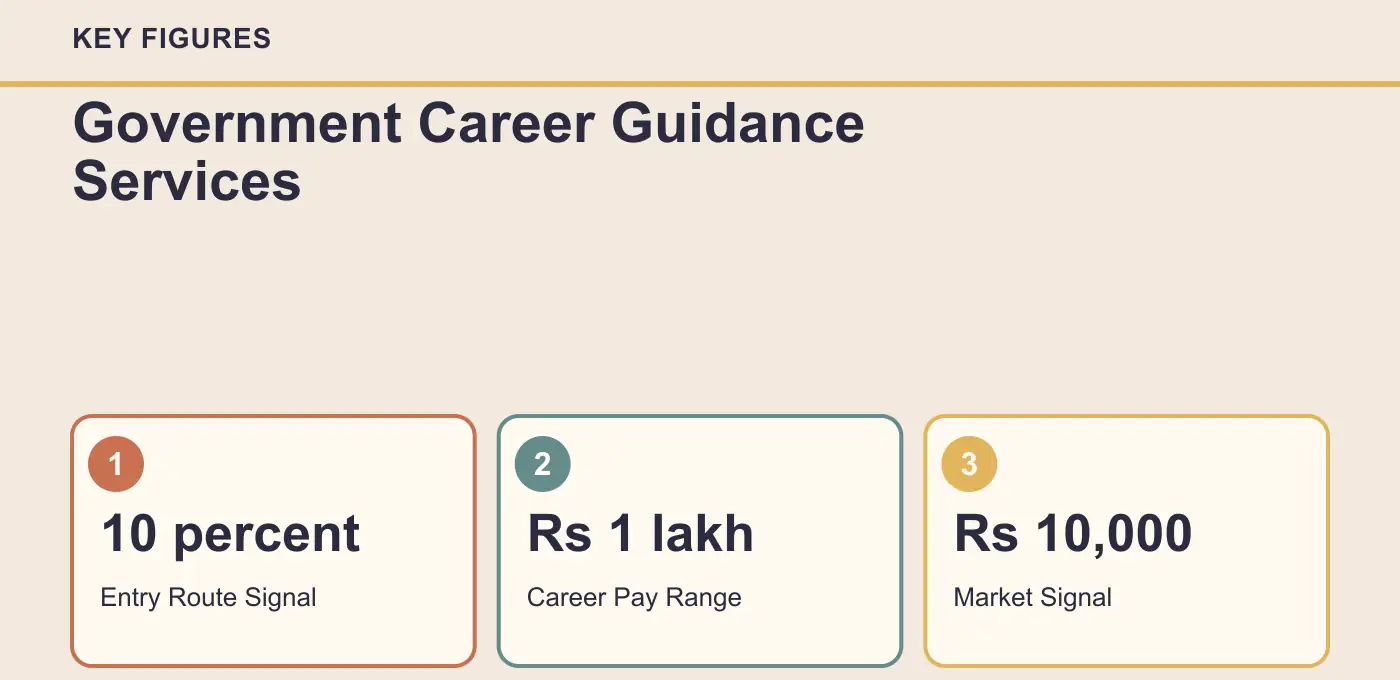 KEY FIGURES
Government Career Guidance
Services
1
10 percent
Entry Route Signal
2
Rs 1 lakh
Career Pay Range
3
Rs 10,000
Market Signal